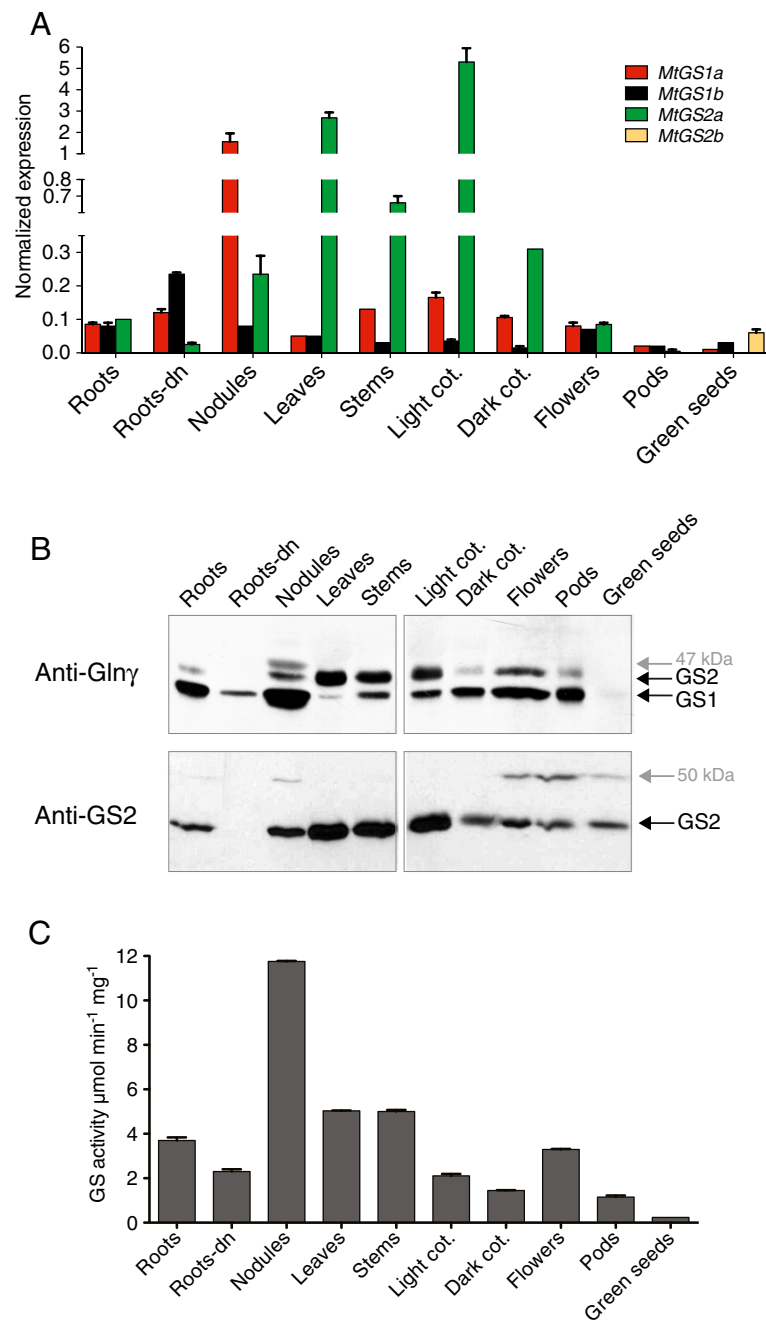 A
Normalized expression
6
5
4
3
2
1
0.8
0.7
0.3
0.2
0.1
0.0
MtGS1a
MtGS1b
MtGS2a
MtGS2b
Roots
Roots-dn
Nodules
Leaves
Stems
Light cot.
Dark cot.
Flowers
Pods
Green seeds
B
Roots
Roots-dn
Nodules
Leaves
Stems
Light cot.
Dark cot.
Flowers
Pods
Green seeds
Anti-Glnγ
47 kDa
GS2
GS1
Anti-GS2
50 kDa
GS2
C
GS activity μmol min⁻¹ mg⁻¹
12
10
8
6
4
2
0
Roots
Roots-dn
Nodules
Leaves
Stems
Light cot.
Dark cot.
Flowers
Pods
Green seeds